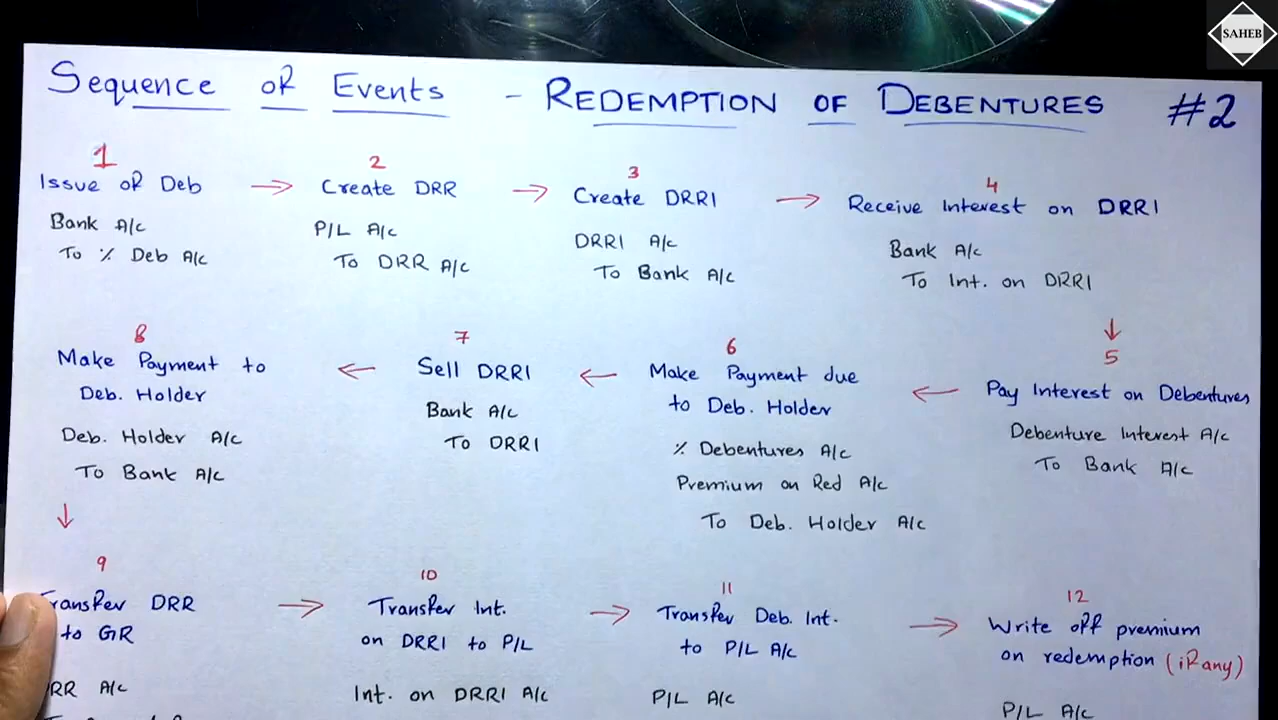 SAHEB
Sequence of Events - REDEMPTION OF DEBENTURES #2
1
Issue of Deb
Bank A/c
To % Deb A/c
→
2
Create DRR
P/L A/c
To DRR A/c
→
3
Create DRRI
DRRI A/c
To Bank A/c
→
4
Receive Interest on DRRI
Bank A/c
To Int. on DRRI
↓
5
Pay Interest on Debentures
Debenture Interest A/c
To Bank A/c
←
6
Make Payment due
to Deb. Holder
% Debentures A/c
Premium on Red A/c
To Deb. Holder A/c
←
7
Sell DRRI
Bank A/c
To DRRI
←
8
Make Payment to
Deb. Holder
Deb. Holder A/c
To Bank A/c
↓
9
Transfer DRR
to GR
RR A/c
→
10
Transfer Int.
on DRRI to P/L
Int. on DRRI A/c
→
11
Transfer Deb. Int.
to P/L A/c
P/L A/c
→
12
Write off premium
on redemption (if any)
P/L A/c